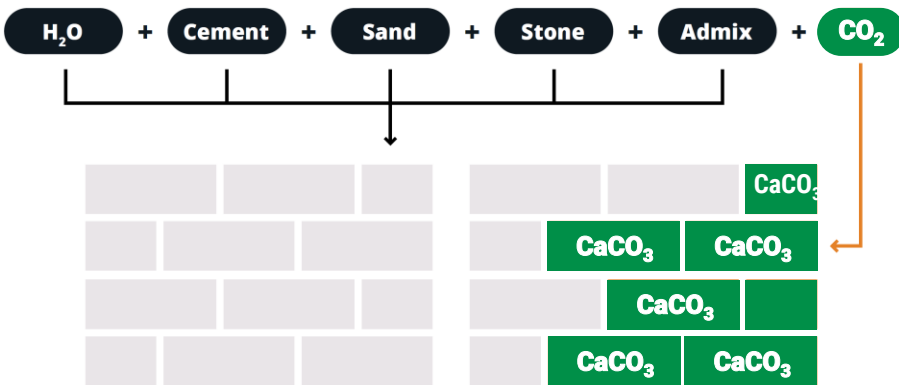 H₂O + Cement + Sand + Stone + Admix + CO₂
CaCO₃
CaCO₃ CaCO₃
CaCO₃
CaCO₃ CaCO₃